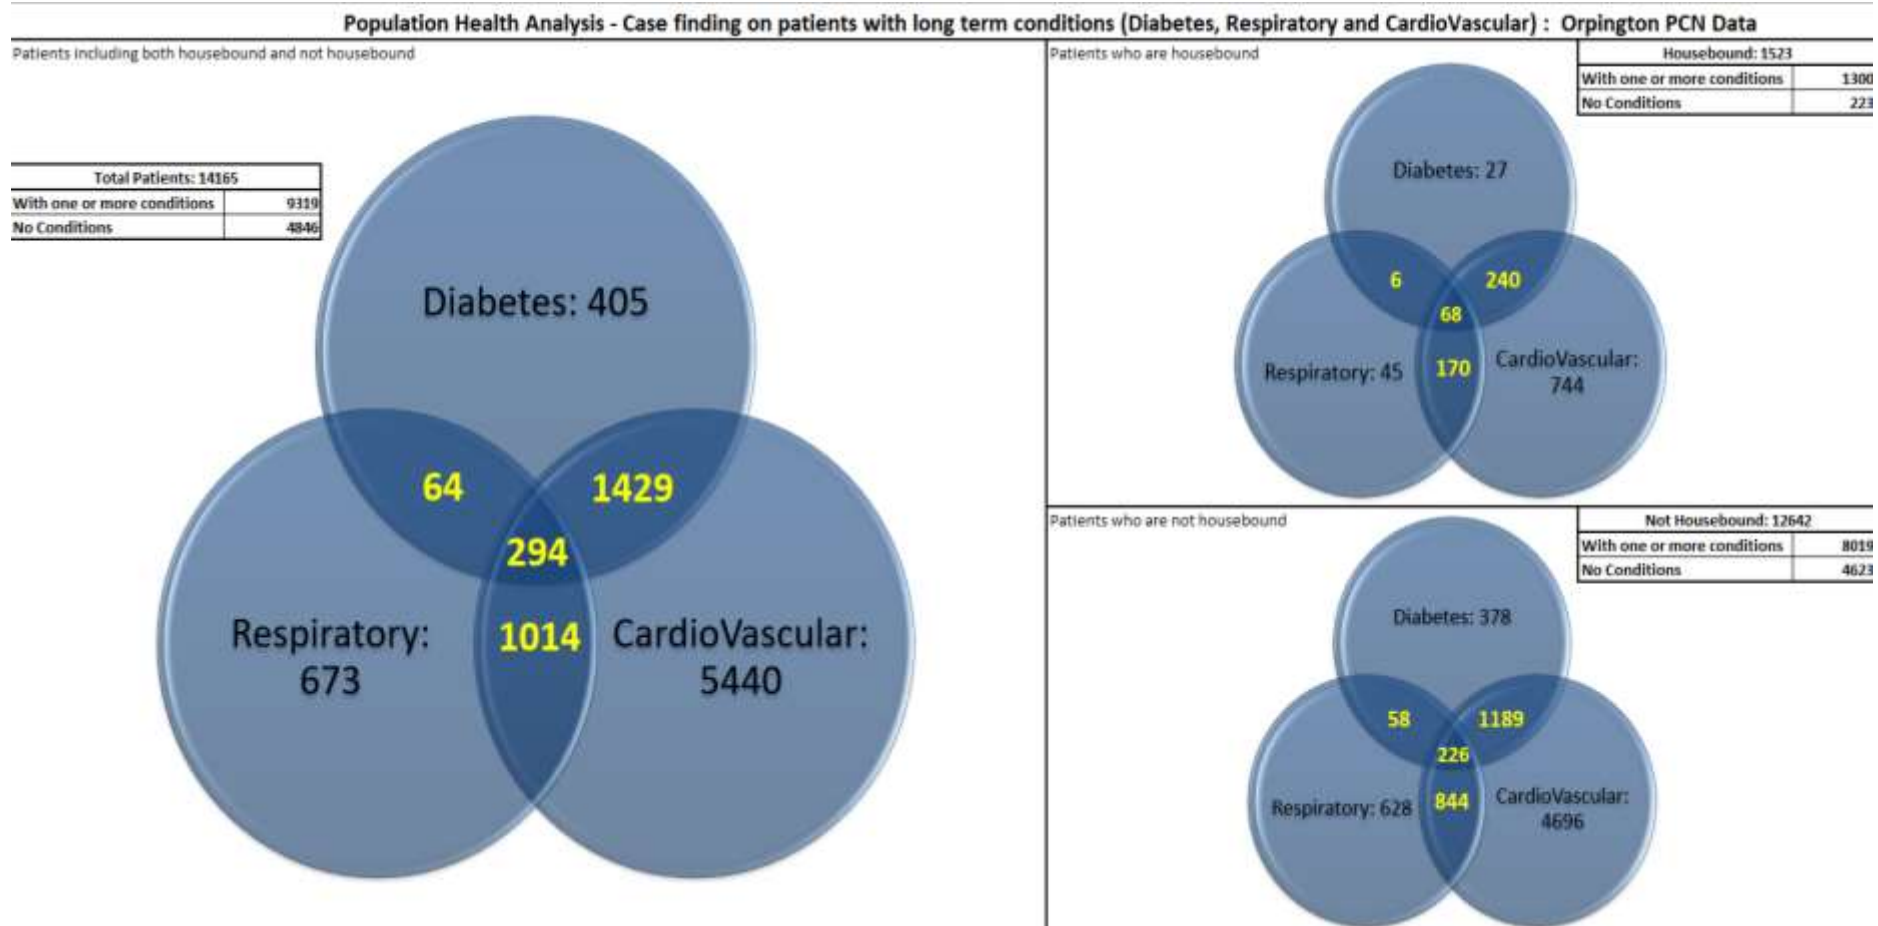 Population Health Analysis - Case finding on patients with long term conditions (Diabetes, Respiratory and CardioVascular) : Orpington PCN Data
Patients including both housebound and not housebound
Total Patients: 14165
With one or more conditions 9319
No Conditions 4846
Diabetes: 405
64 1429
294
Respiratory:
673
1014
CardioVascular:
5440
Patients who are housebound
Housebound: 1523
With one or more conditions 1300
No Conditions 223
Diabetes: 27
6 240
68
Respiratory: 45
170
CardioVascular:
744
Patients who are not housebound
Not Housebound: 12642
With one or more conditions 8019
No Conditions 4623
Diabetes: 378
58 1189
226
Respiratory: 628
844
CardioVascular:
4696